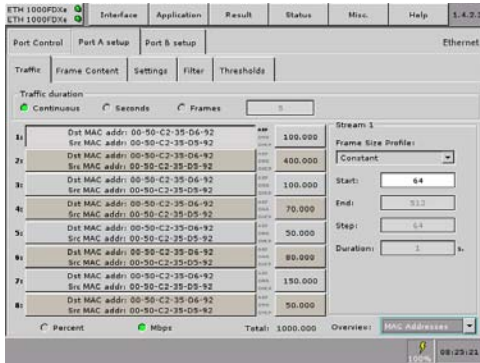 ETH 1000FDXe Interface Application Result Status Misc. Help
ETH 1000FDXe
Port Control Port A setup Port B setup Ethernet
Traffic Frame Content Settings Filter Thresholds
Traffic duration
Continuous Seconds Frames 5
Stream 1
1: Dst MAC addr: 00-50-C2-35-D6-92 100.000
Src MAC addr: 00-50-C2-35-D5-92
Frame Size Profile:
2: Dst MAC addr: 00-50-C2-35-D6-92 400.000
Src MAC addr: 00-50-C2-35-D5-92
Constant
3: Dst MAC addr: 00-50-C2-35-D6-92 100.000
Src MAC addr: 00-50-C2-35-D5-92
Start: 64
4: Dst MAC addr: 00-50-C2-35-D6-92 70.000
Src MAC addr: 00-50-C2-35-D5-92
End: 512
5: Dst MAC addr: 00-50-C2-35-D6-92 50.000
Src MAC addr: 00-50-C2-35-D5-92
Step: 64
6: Dst MAC addr: 00-50-C2-35-D6-92 80.000
Src MAC addr: 00-50-C2-35-D5-92
Duration: 1 s.
7: Dst MAC addr: 00-50-C2-35-D6-92 150.000
Src MAC addr: 00-50-C2-35-D5-92
8: Dst MAC addr: 00-50-C2-35-D6-92 50.000
Src MAC addr: 00-50-C2-35-D5-92
Percent Mbps Total: 1000.000 Overview: MAC Addresses
100% 08:25:21